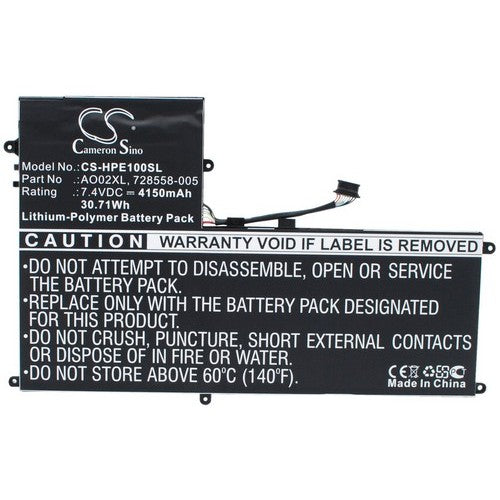 CS
Cameron Sino
Model No.:CS-HPE100SL
Part No.: AO02XL, 728558-005
Rating : 7.4VDC⎓ 4150mAh
30.71Wh
Lithium-Polymer Battery Pack
CAUTION WARRANTY VOID IF LABEL IS REMOVED
•DO NOT ATTEMPT TO DISASSEMBLE, OPEN OR SERVICE
THE BATTERY PACK.
•REPLACE ONLY WITH THE BATTERY PACK DESIGNATED
FOR THIS PRODUCT.
•DO NOT CRUSH, PUNCTURE, SHORT EXTERNAL CONTACTS
OR DISPOSE OF IN FIRE OR WATER.
•DO NOT STORE ABOVE 60°C (140°F).
CE
Made In China